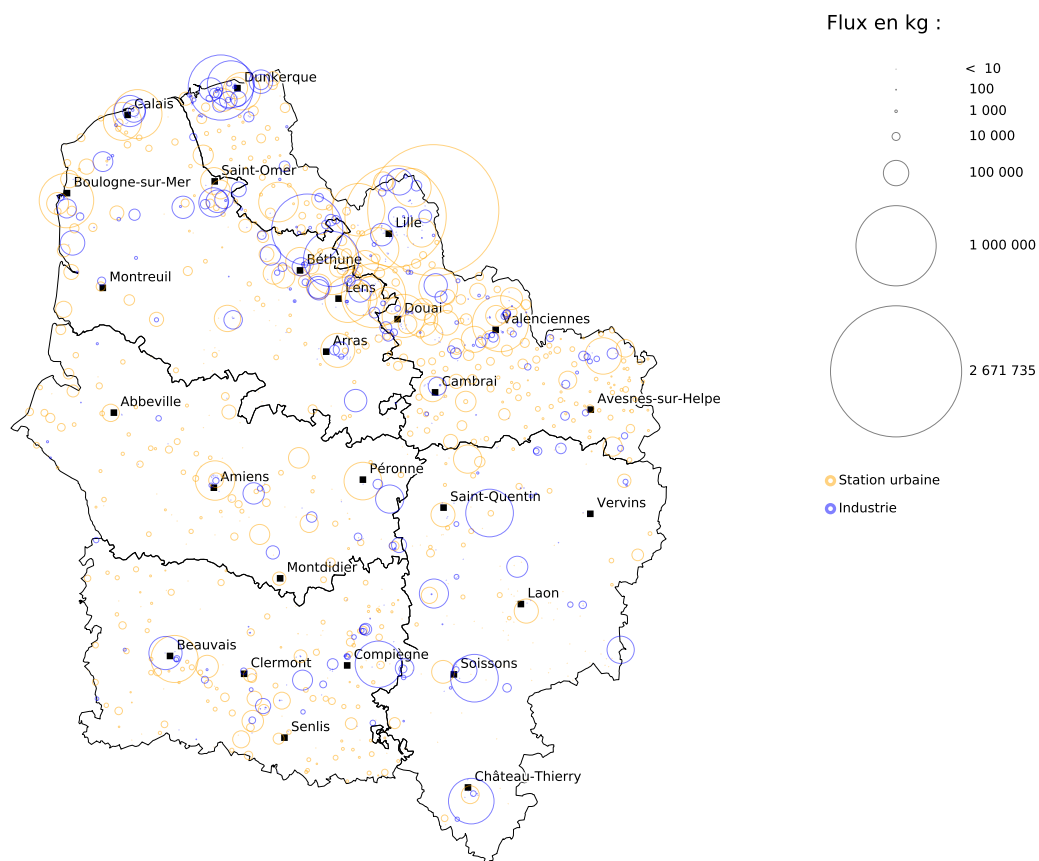 Flux en kg :
< 10
100
1 000
10 000
100 000
1 000 000
2 671 735
Station urbaine
Industrie
Dunkerque
Calais
Saint-Omer
Boulogne-sur-Mer
Lille
Béthune
Montreuil
Lens
Douai
Valenciennes
Arras
Cambrai
Avesnes-sur-Helpe
Abbeville
Péronne
Amiens
Saint-Quentin
Vervins
Montdidier
Laon
Beauvais
Clermont
Compiègne
Soissons
Senlis
Château-Thierry